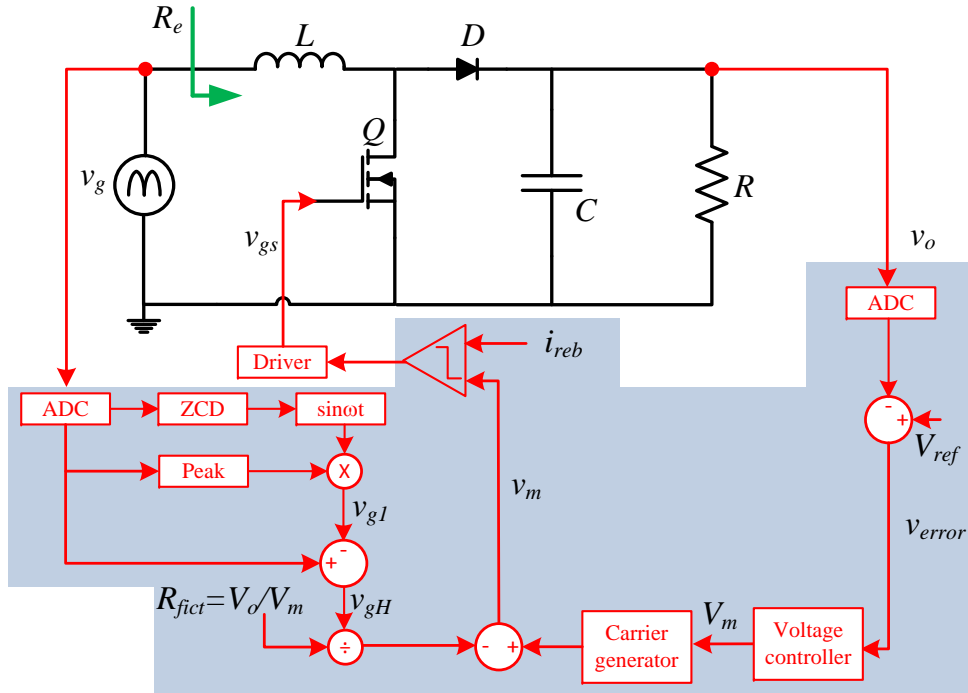 R_e
L
D
Q
v_g
C
R
v_gs
v_o
ADC
Driver
i_reb
ADC
ZCD
sinωt
-
+
V_ref
Peak
X
v_m
v_g1
v_error
-
+
R_fict=V_o/V_m
v_gH
V_m
÷
-
+
Carrier
generator
Voltage
controller